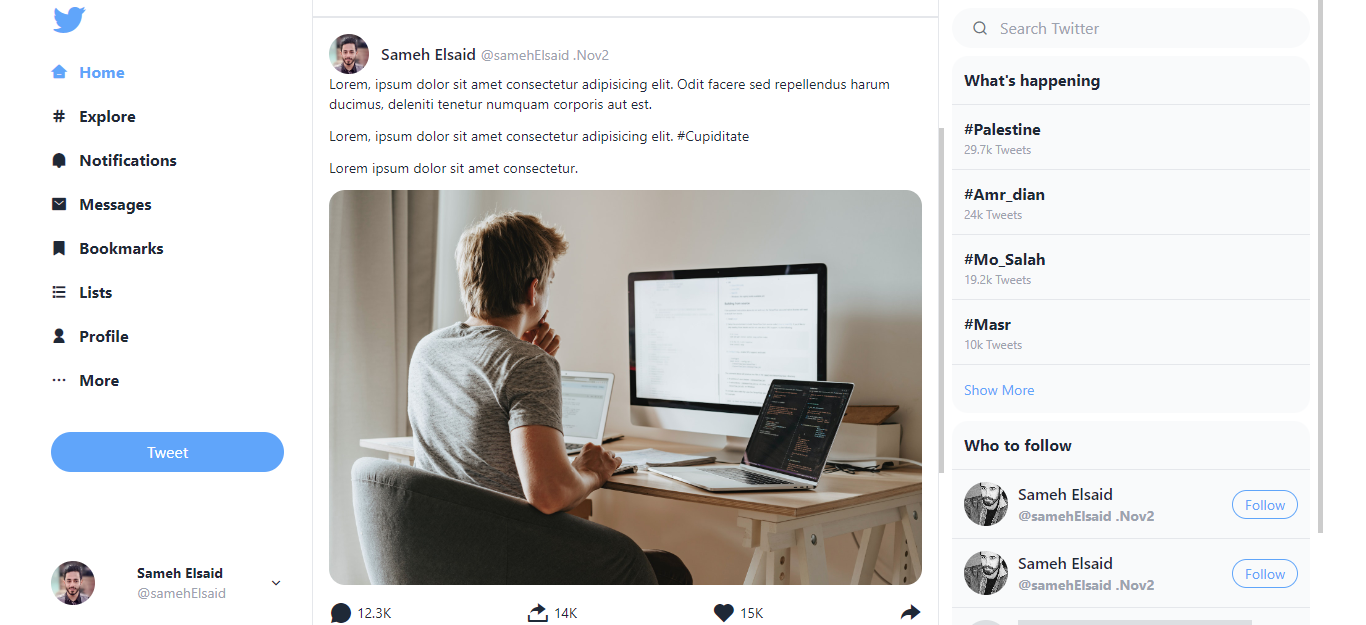 Home
# Explore
Notifications
Messages
Bookmarks
Lists
Profile
More
Tweet
Sameh Elsaid
@samehElsaid
Sameh Elsaid @samehElsaid .Nov2
Lorem, ipsum dolor sit amet consectetur adipisicing elit. Odit facere sed repellendus harum
ducimus, deleniti tenetur numquam corporis aut est.
Lorem, ipsum dolor sit amet consectetur adipisicing elit. #Cupiditate
Lorem ipsum dolor sit amet consectetur.
12.3K 14K 15K
Search Twitter
What's happening
#Palestine
29.7k Tweets
#Amr_dian
24k Tweets
#Mo_Salah
19.2k Tweets
#Masr
10k Tweets
Show More
Who to follow
Sameh Elsaid
@samehElsaid .Nov2
Follow
Sameh Elsaid
@samehElsaid .Nov2
Follow